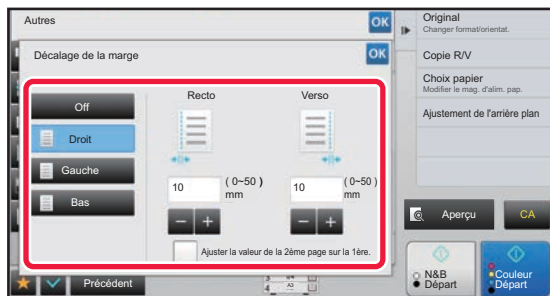 Autres
OK
Décalage de la marge
OK
Off
Droit
Gauche
Bas
Recto
Verso
10
( 0~50 )
mm
10
( 0~50 )
mm
Ajuster la valeur de la 2ème page sur la 1ère.
Précédent
Original
Changer format/orientat.
Copie R/V
Choix papier
Modifier le mag. d'alim. pap.
Ajustement de l'arrière plan
Aperçu
CA
N&B
Départ
Couleur
Départ